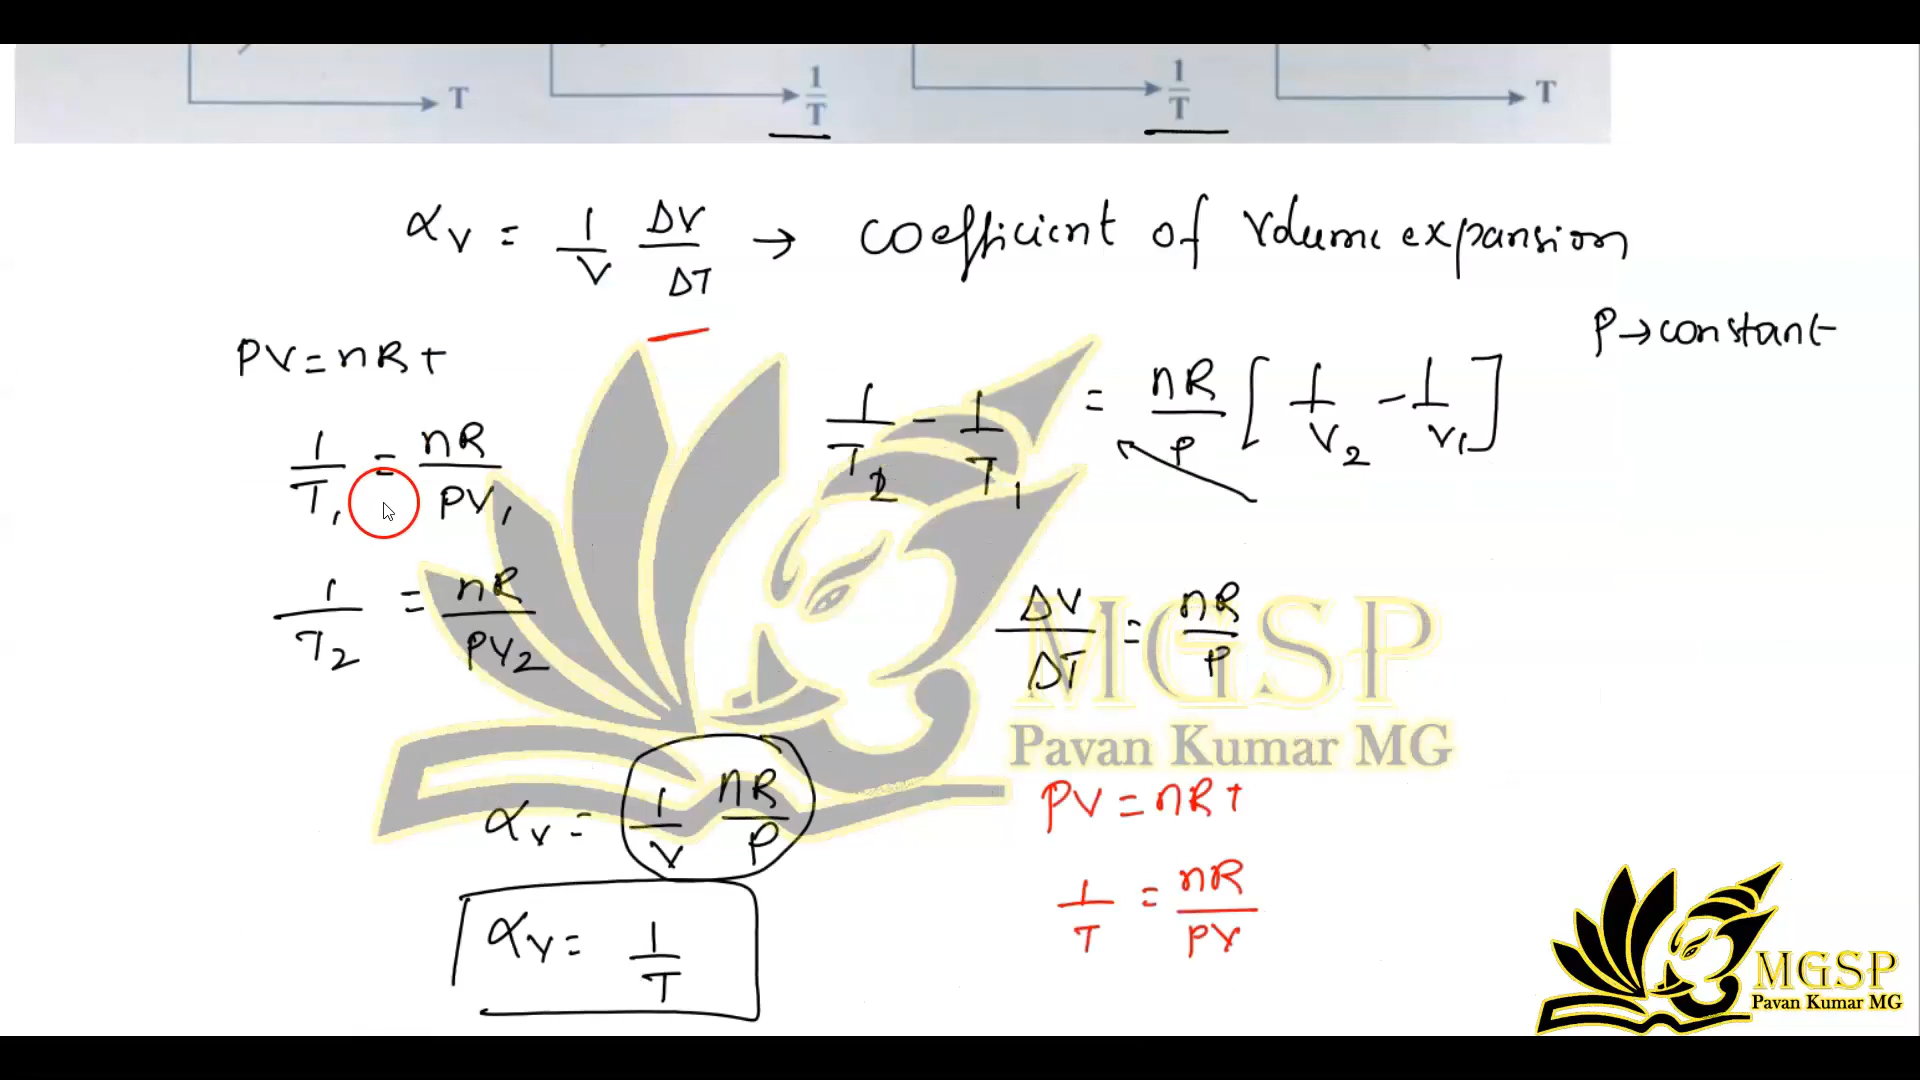 T
1/T
1/T
T
α_V = 1/V ΔV/ΔT → coefficient of volume expansion
P → constant
PV = nRT
1/T₁ = nR/PV₁
1/T₂ - 1/T₁ = nR/P [ 1/V₂ - 1/V₁ ]
1/T₂ = nR/PV₂
ΔV/ΔT = nR/P
MGSP
Pavan Kumar MG
α_V = 1/V nR/P
PV = nRT
α_V = 1/T
1/T = nR/PV
MGSP
Pavan Kumar MG